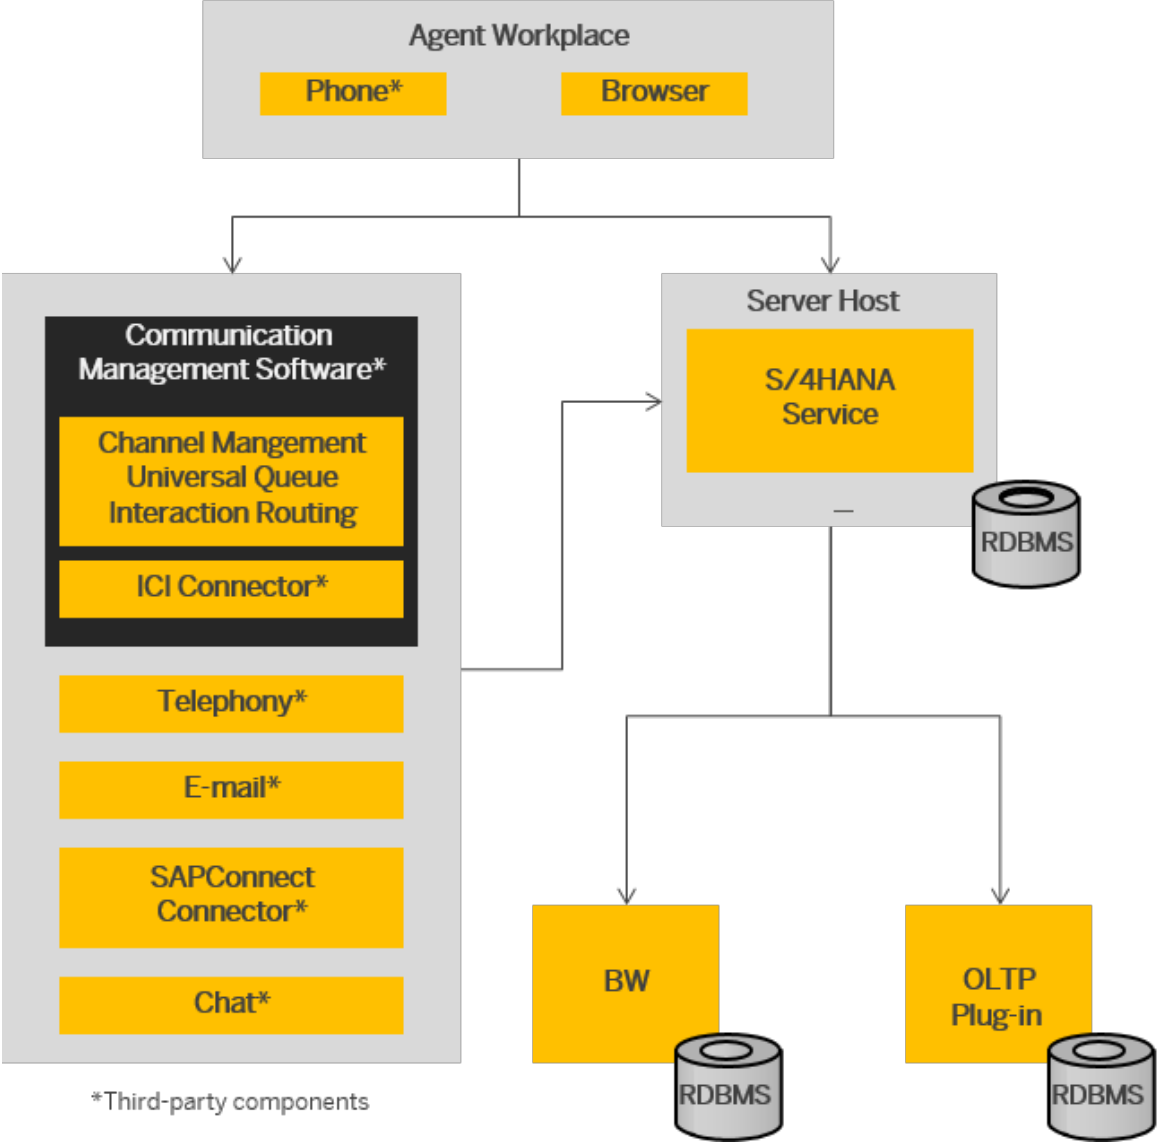 Agent Workplace
Phone*
Browser
Communication
Management Software*
Channel Mangement
Universal Queue
Interaction Routing
ICI Connector*
Telephony*
E-mail*
SAPConnect
Connector*
Chat*
*Third-party components
Server Host
S/4HANA
Service
RDBMS
BW
RDBMS
OLTP
Plug-in
RDBMS